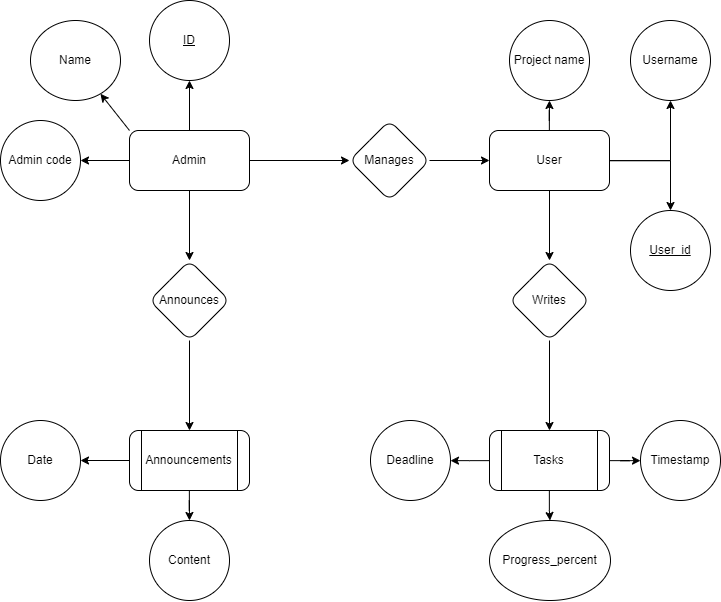 ID
Name
Project name
Username
Admin code
Admin
Manages
User
User_id
Announces
Writes
Date
Announcements
Deadline
Tasks
Timestamp
Content
Progress_percent